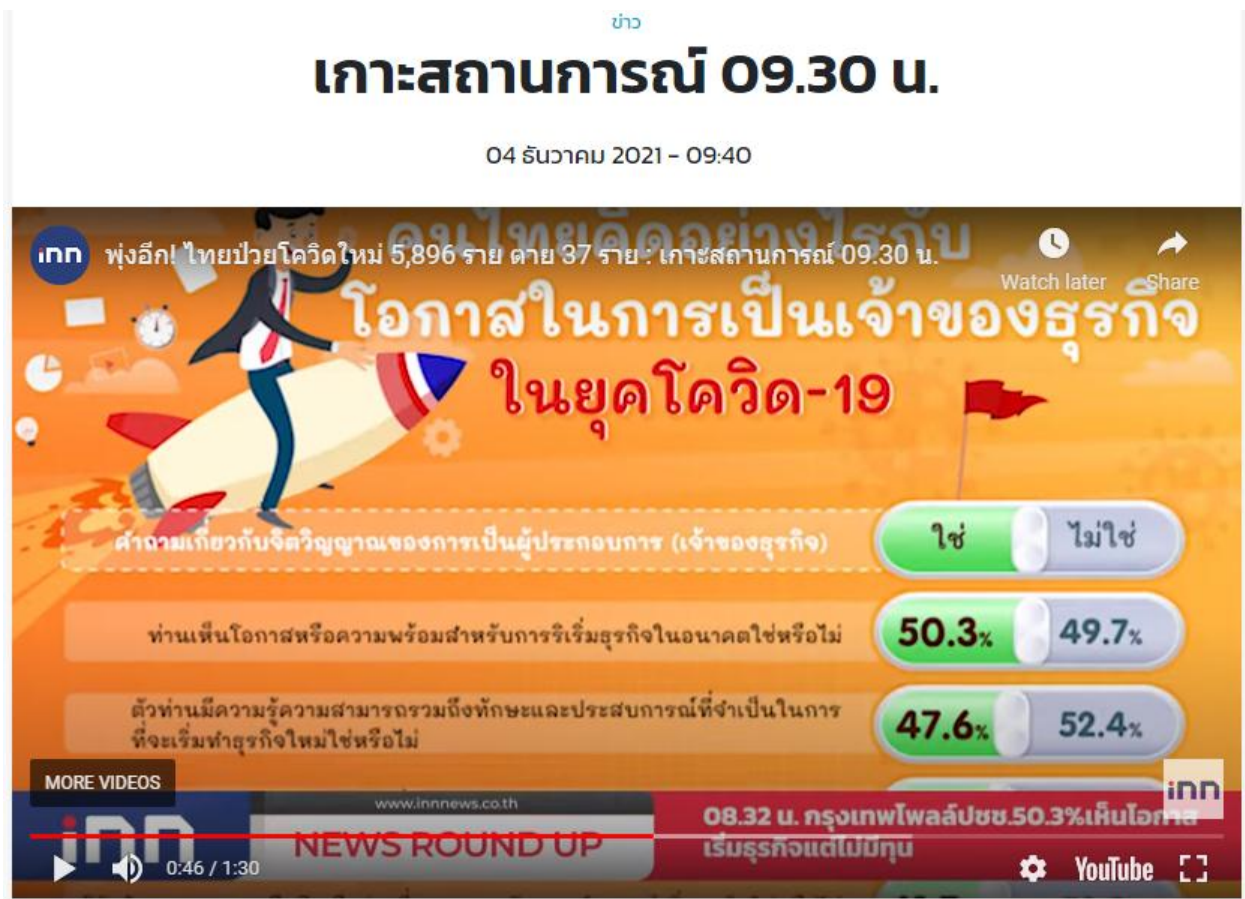 ข่าว
เกาะสถานการณ์ 09.30 น.
04 ธันวาคม 2021 - 09:40
inn
พุ่งอีก! ไทยป่วยโควิดใหม่ 5,896 ราย ตาย 37 ราย : เกาะสถานการณ์ 09.30 น.
Watch later
Share
คนไทยคิดอย่างไรกับ
โอกาสในการเป็นเจ้าของธุรกิจ
ในยุคโควิด-19
คำถามเกี่ยวกับจิตวิญญาณของการเป็นผู้ประกอบการ (เจ้าของธุรกิจ)
ใช่
ไม่ใช่
ท่านเห็นโอกาสหรือความพร้อมสำหรับการริเริ่มธุรกิจในอนาคตใช่หรือไม่
50.3%
49.7%
ตัวท่านมีความรู้ความสามารถรวมถึงทักษะและประสบการณ์ที่จำเป็นในการ
ที่จะเริ่มทำธุรกิจใหม่ใช่หรือไม่
47.6%
52.4%
MORE VIDEOS
inn
inn
www.innnews.co.th
NEWS ROUND UP
08.32 น. กรุงเทพโพลล์ปชช.50.3%เห็นโอกาส
เริ่มธุรกิจแต่ไม่มีทุน
0:46 / 1:30
YouTube